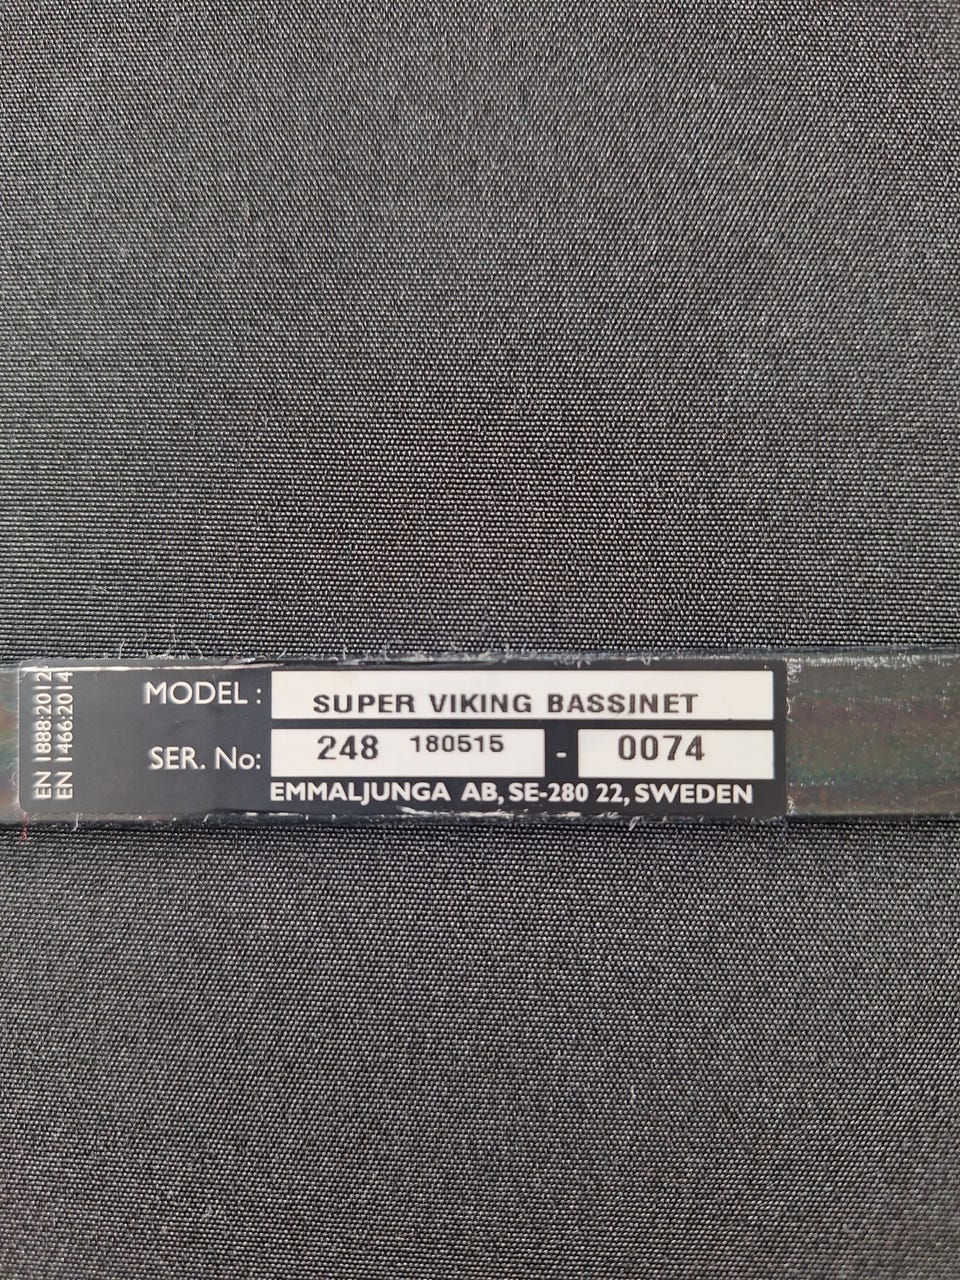 EN 1888:2012
EN 1466:2014
MODEL : SUPER VIKING BASSINET
SER. No: 248 180515 - 0074
EMMALJUNGA AB, SE-280 22, SWEDEN